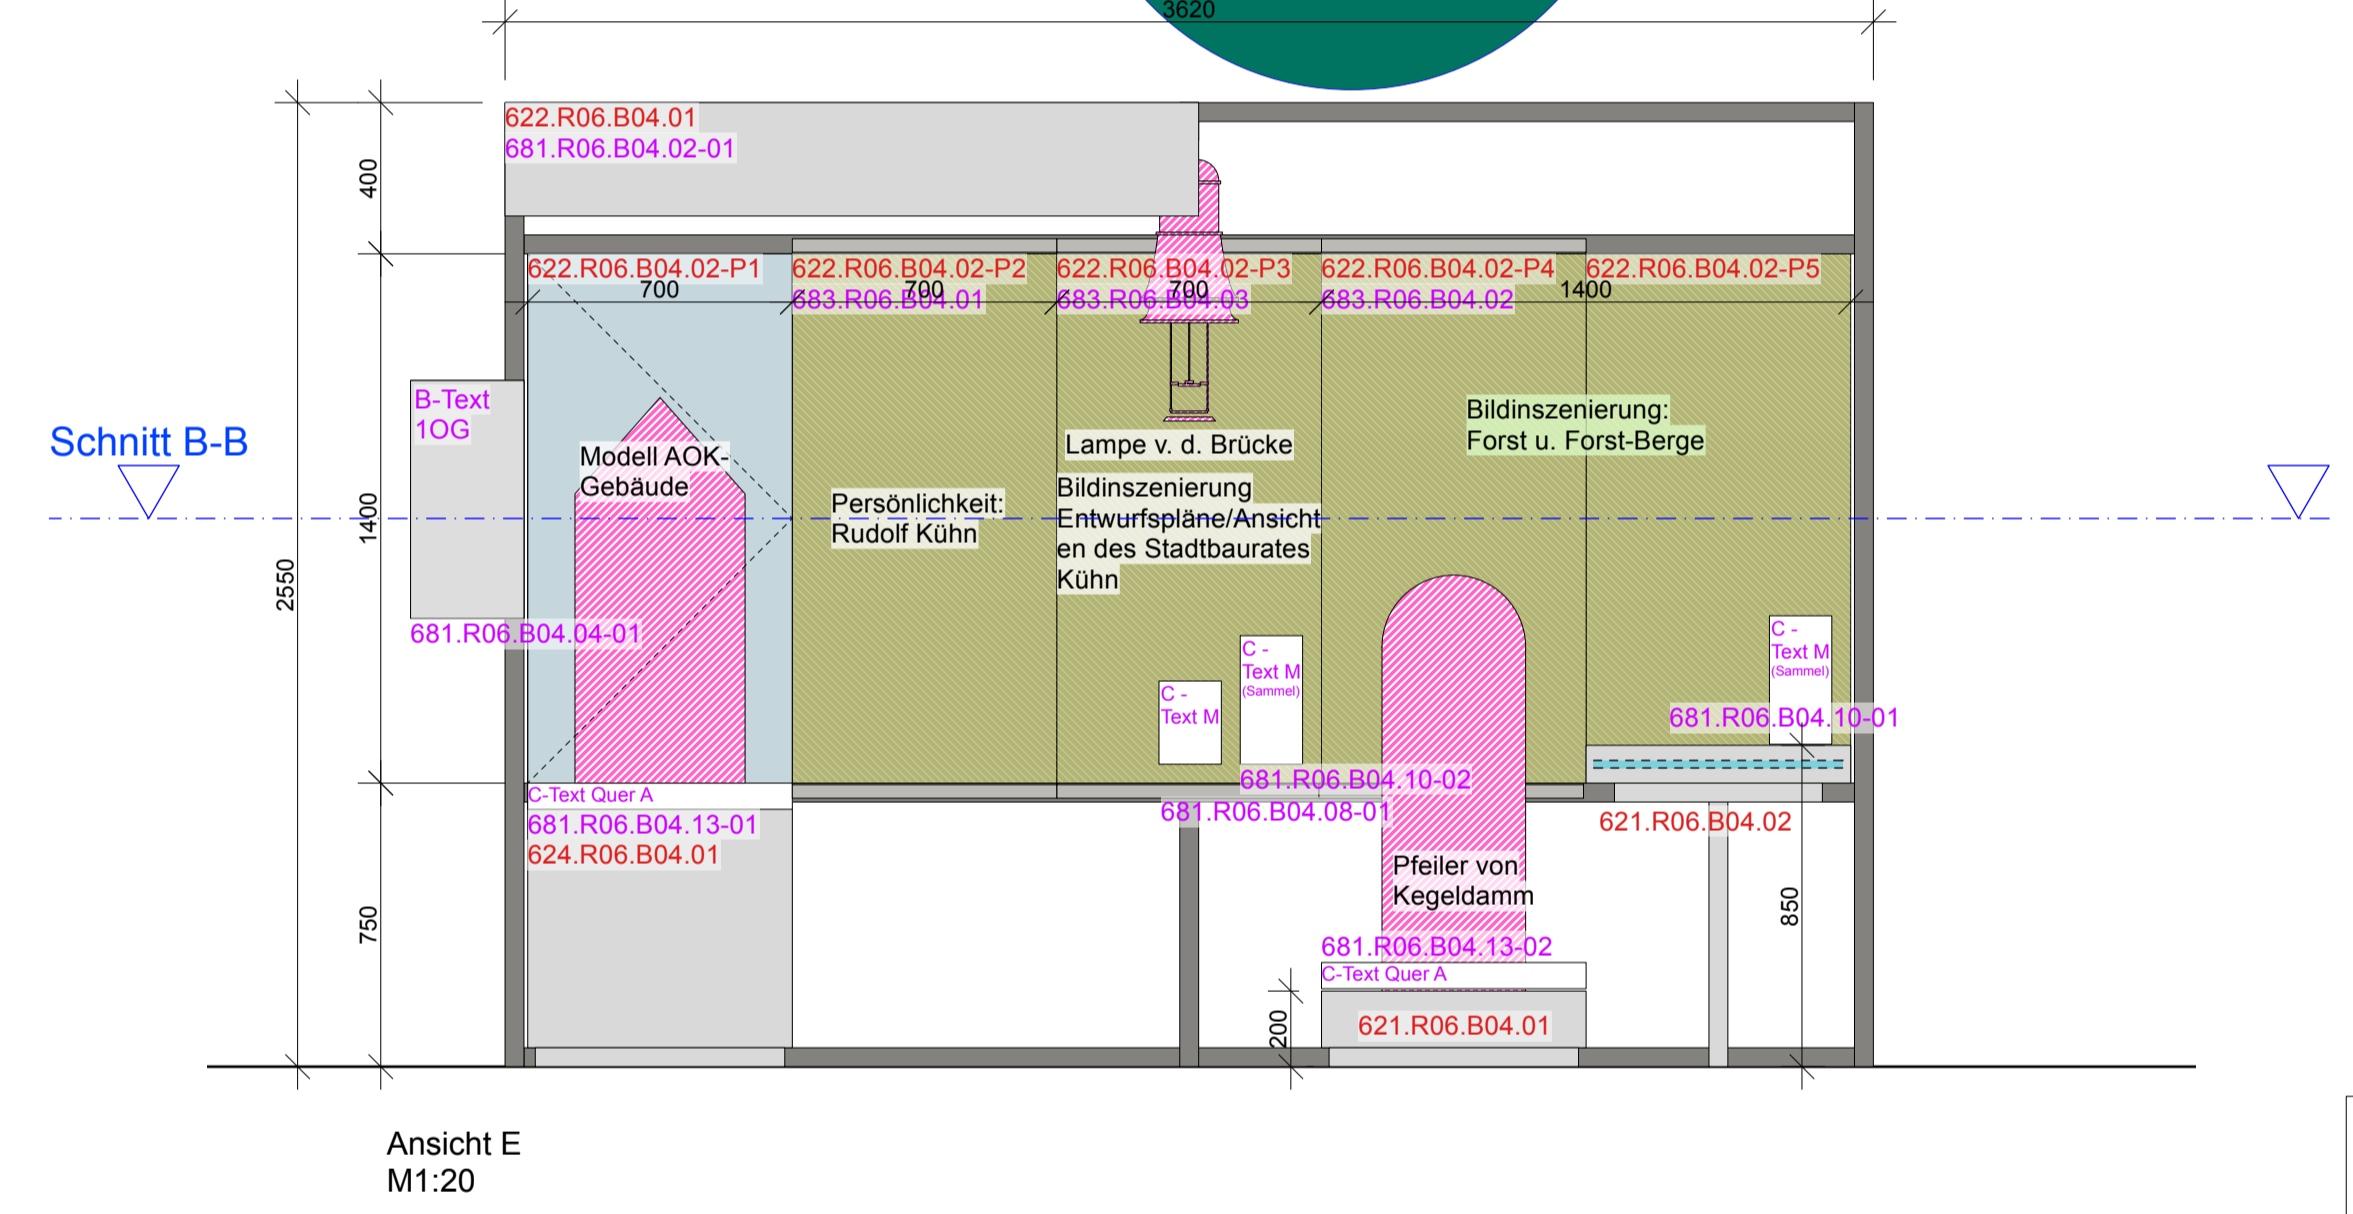 3620
622.R06.B04.01
681.R06.B04.02-01
400
622.R06.B04.02-P1
622.R06.B04.02-P2
622.R06.B04.02-P3
622.R06.B04.02-P4
622.R06.B04.02-P5
700
700
700
1400
683.R06.B04.01
683.R06.B04.03
683.R06.B04.02
B-Text
1OG
Schnitt B-B
Modell AOK-
Gebäude
Persönlichkeit:
Rudolf Kühn
Lampe v. d. Brücke
Bildinszenierung
Entwurfspläne/Ansicht
en des Stadtbaurates
Kühn
Bildinszenierung:
Forst u. Forst-Berge
1400
2550
681.R06.B04.04-01
C -
Text M
C -
Text M
(Sammel)
C -
Text M
(Sammel)
681.R06.B04.10-01
681.R06.B04.10-02
681.R06.B04.08-01
C-Text Quer A
681.R06.B04.13-01
624.R06.B04.01
621.R06.B04.02
750
850
Pfeiler von
Kegeldamm
681.R06.B04.13-02
C-Text Quer A
200
621.R06.B04.01
Ansicht E
M1:20